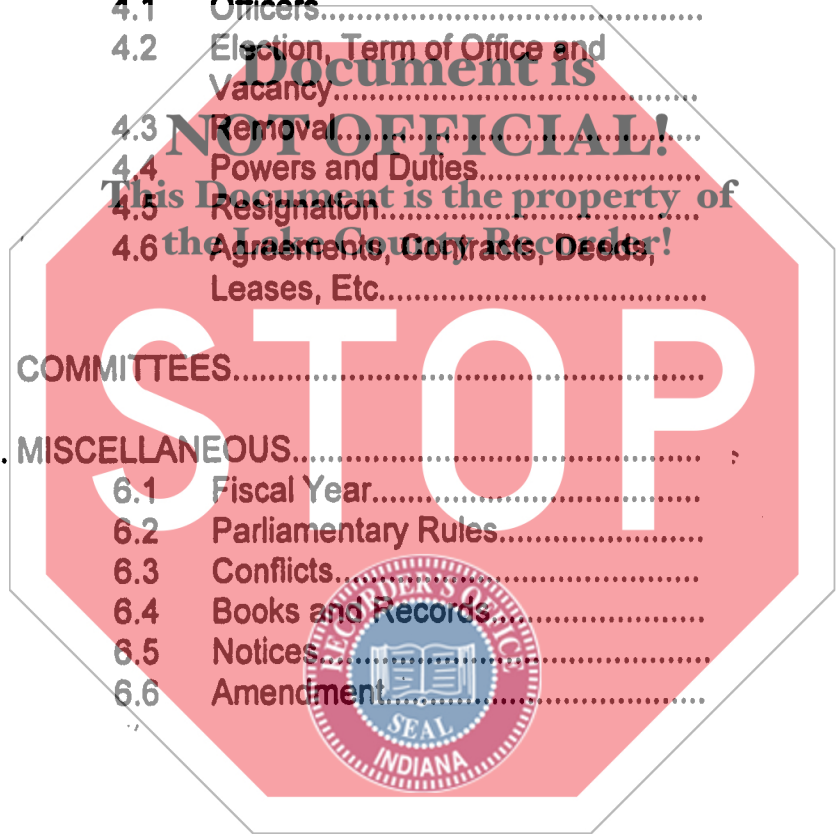 4.1 Officers..................................................
4.2 Election, Term of Office and
Vacancy................................................
4.3 Removal................................................
4.4 Powers and Duties..............................
4.5 Resignation..........................................
4.6 Agreements, Contracts, Deeds,
Leases, Etc..........................................
Document is
NOT OFFICIAL!
This Document is the property of
the Lake County Recorder!
STOP
COMMITTEES..........................................................
. MISCELLANEOUS....................................................
6.1 Fiscal Year..........................................
6.2 Parliamentary Rules..........................
6.3 Conflicts..............................................
6.4 Books and Records..........................
6.5 Notices................................................
6.6 Amendment........................................
RECORDER'S OFFICE
SEAL
INDIANA